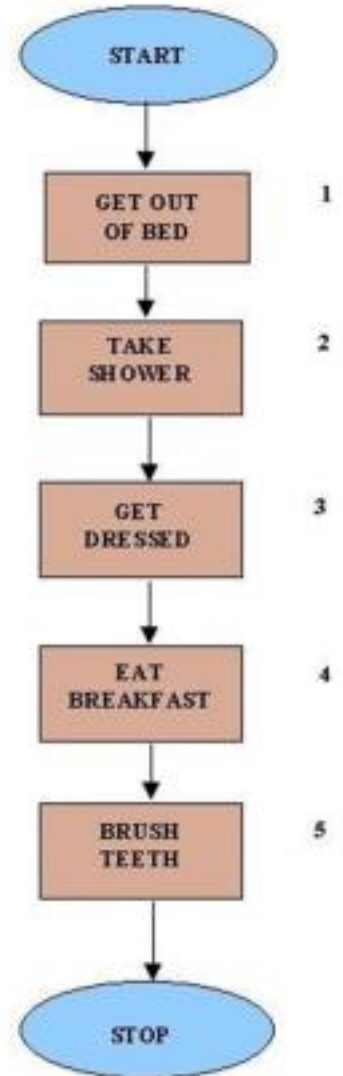 START
GET OUT
OF BED
1
TAKE
SHOWER
2
GET
DRESSED
3
EAT
BREAKFAST
4
BRUSH
TEETH
5
STOP